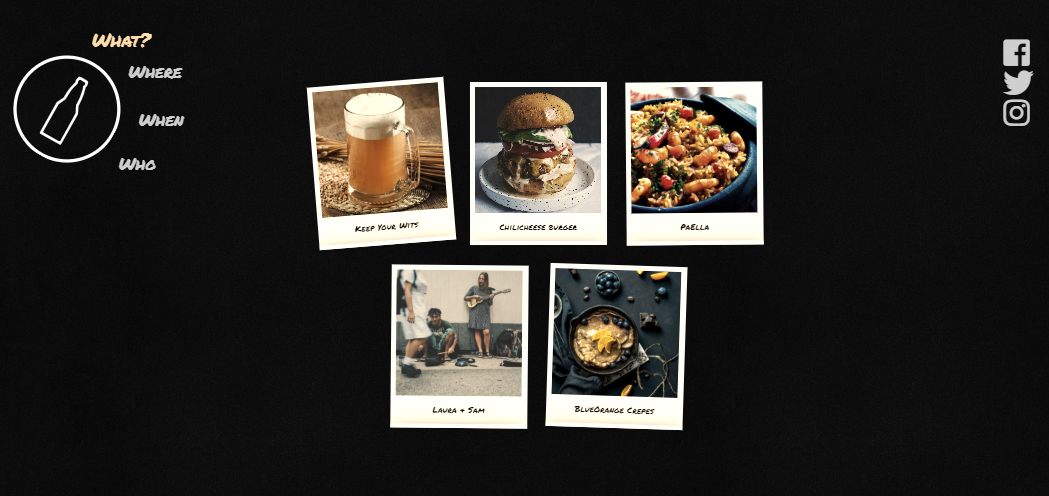 What?
Where
When
Who
Keep Your Wits
Chilicheese burger
PaElla
Laura + Sam
BlueOrange Crepes